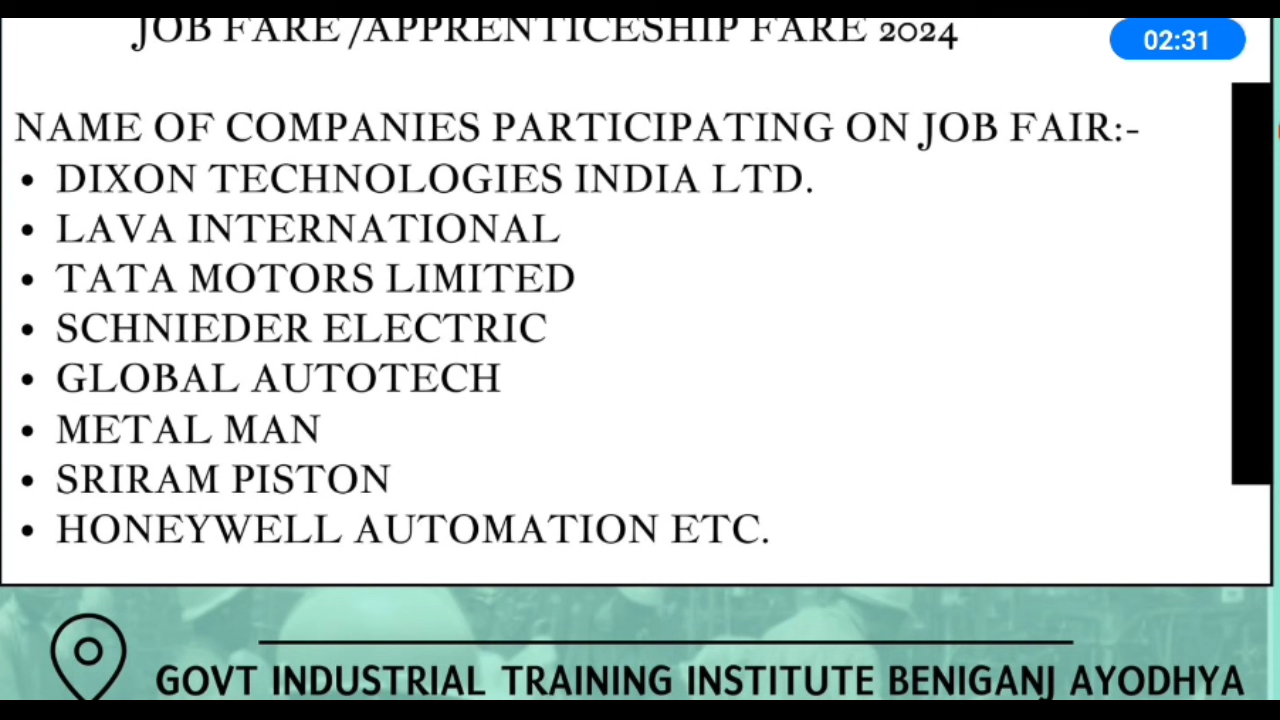 JOB FARE /APPRENTICESHIP FARE 2024
02:31
NAME OF COMPANIES PARTICIPATING ON JOB FAIR:-
• DIXON TECHNOLOGIES INDIA LTD.
• LAVA INTERNATIONAL
• TATA MOTORS LIMITED
• SCHNIEDER ELECTRIC
• GLOBAL AUTOTECH
• METAL MAN
• SRIRAM PISTON
• HONEYWELL AUTOMATION ETC.
GOVT INDUSTRIAL TRAINING INSTITUTE BENIGANJ AYODHYA